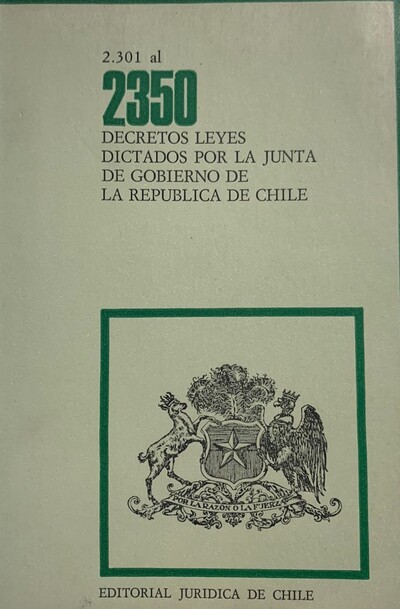 2.301 al
2350
DECRETOS LEYES
DICTADOS POR LA JUNTA
DE GOBIERNO DE
LA REPUBLICA DE CHILE
POR LA RAZÓN O LA FUERZA
EDITORIAL JURIDICA DE CHILE